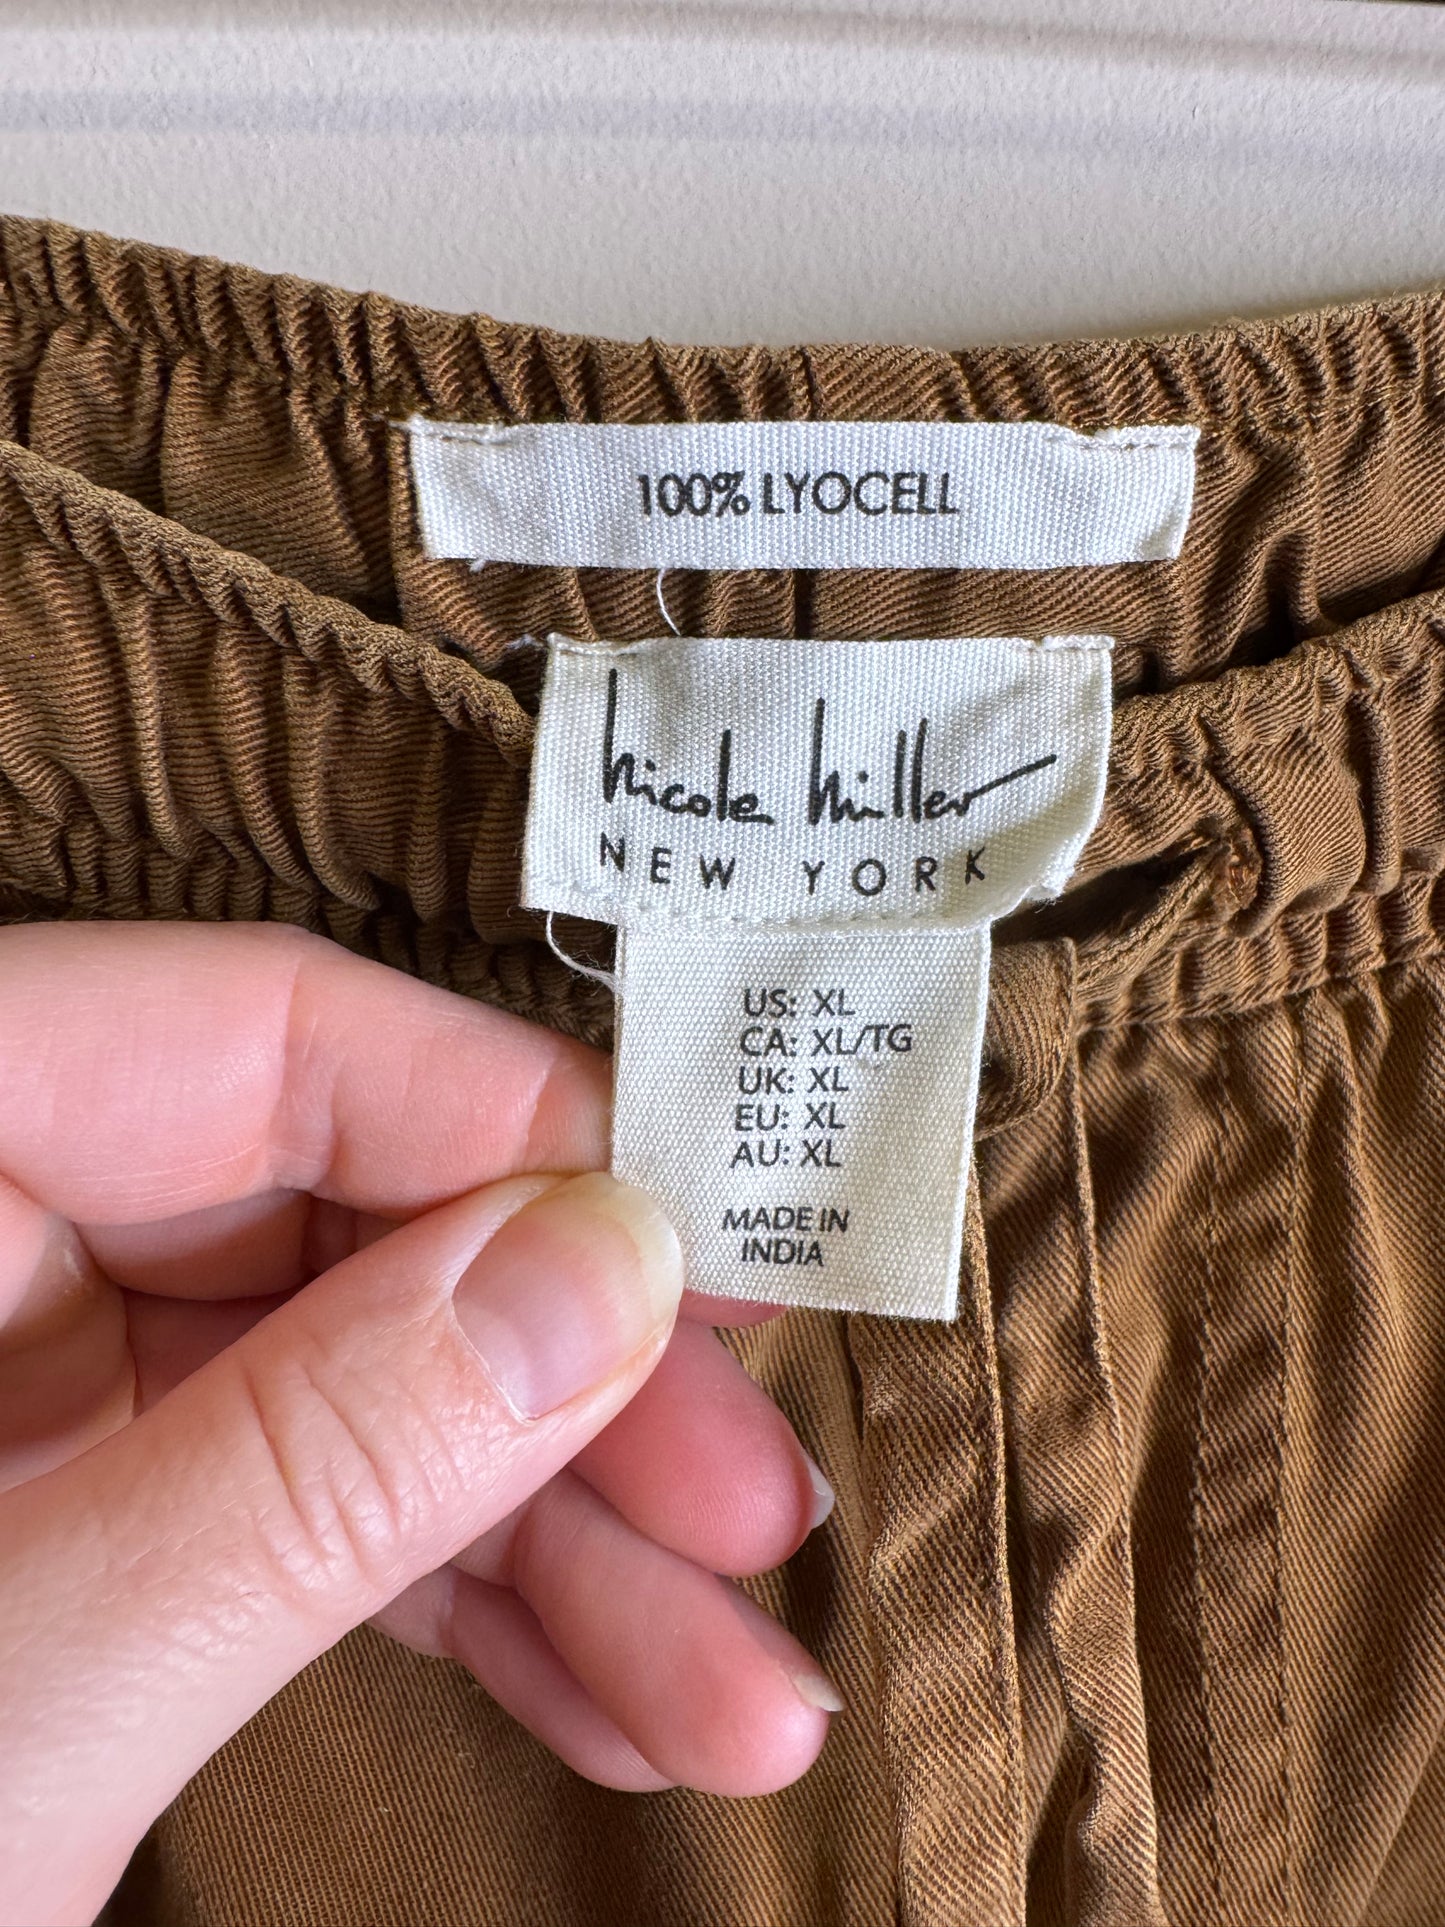 100% LYOCELL
nicole miller
NEW YORK
US: XL
CA: XL/TG
UK: XL
EU: XL
AU: XL
MADE IN
INDIA